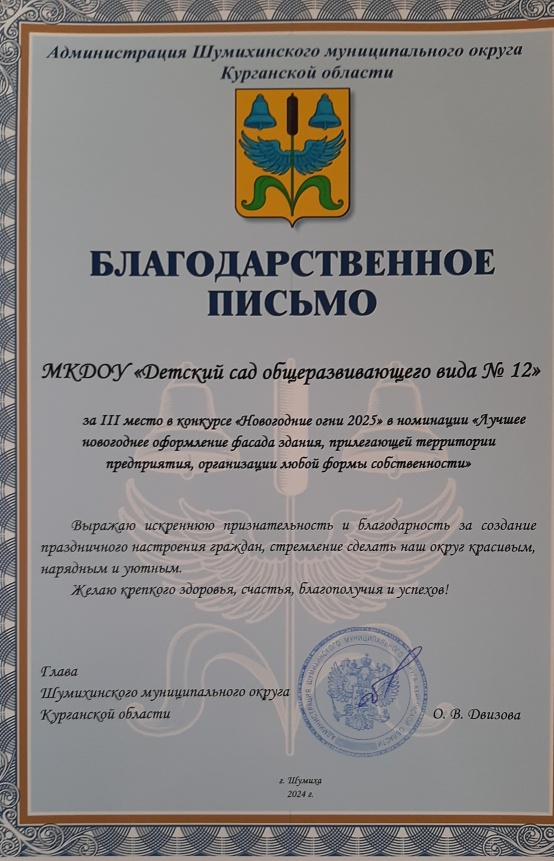 Администрация Шумихинского муниципального округа
Курганской области
БЛАГОДАРСТВЕННОЕ
ПИСЬМО
МКДОУ «Детский сад общеразвивающего вида № 12»
за III место в конкурсе «Новогодние огни 2025» в номинации «Лучшее
новогоднее оформление фасада здания, прилегающей территории
предприятия, организации любой формы собственности»
Выражаю искреннюю признательность и благодарность за создание
праздничного настроения граждан, стремление сделать наш округ красивым,
нарядным и уютным.
Желаю крепкого здоровья, счастья, благополучия и успехов!
Глава
Шумихинского муниципального округа
Курганской области
О. В. Двизова
г. Шумиха
2024 г.